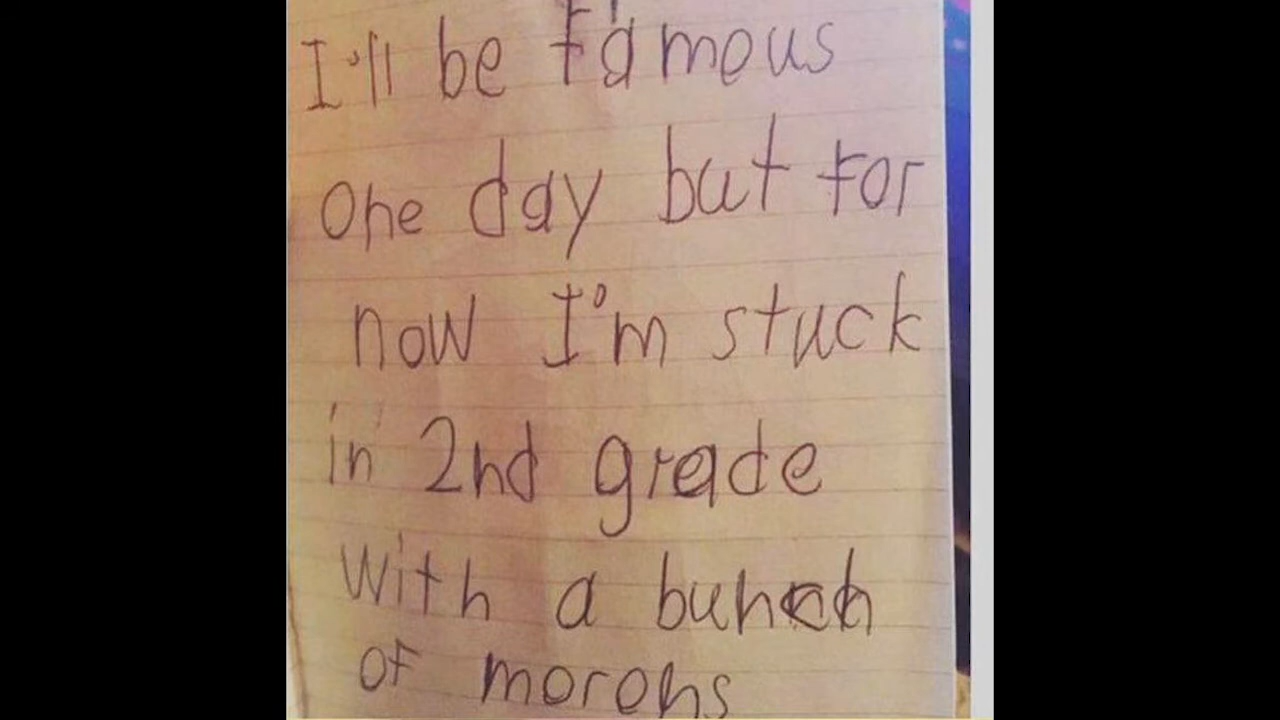 I'll be famous
one day but for
now I'm stuck
in 2nd grade
with a bunch
of morons